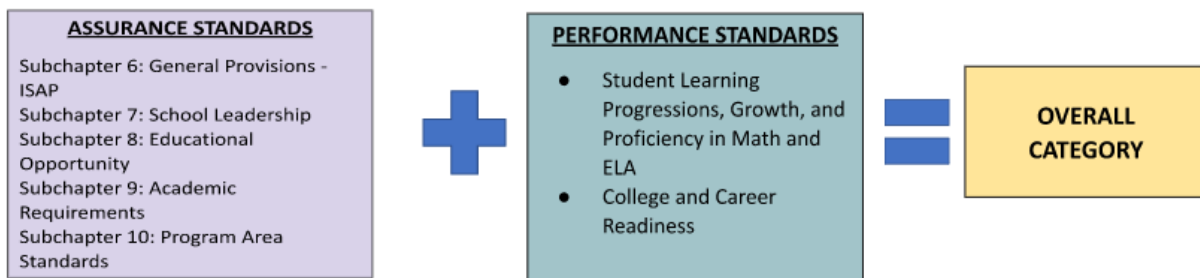 ASSURANCE STANDARDS
Subchapter 6: General Provisions -
ISAP
Subchapter 7: School Leadership
Subchapter 8: Educational
Opportunity
Subchapter 9: Academic
Requirements
Subchapter 10: Program Area
Standards
PERFORMANCE STANDARDS
● Student Learning
Progressions, Growth, and
Proficiency in Math and
ELA
● College and Career
Readiness
OVERALL
CATEGORY